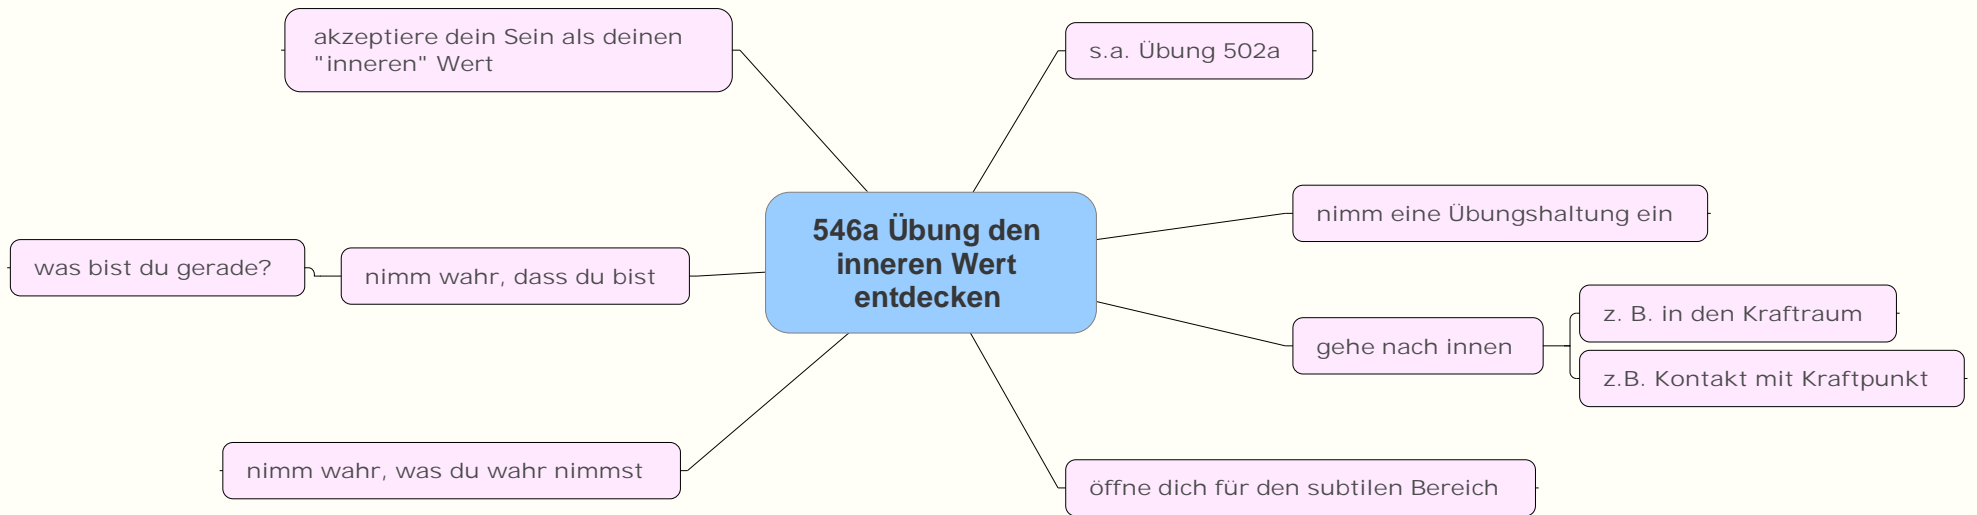 546a Übung den
inneren Wert
entdecken
s.a. Übung 502a
nimm eine Übungshaltung ein
gehe nach innen
z. B. in den Kraftraum
z.B. Kontakt mit Kraftpunkt
öffne dich für den subtilen Bereich
nimm wahr, was du wahr nimmst
nimm wahr, dass du bist
was bist du gerade?
akzeptiere dein Sein als deinen
"inneren" Wert